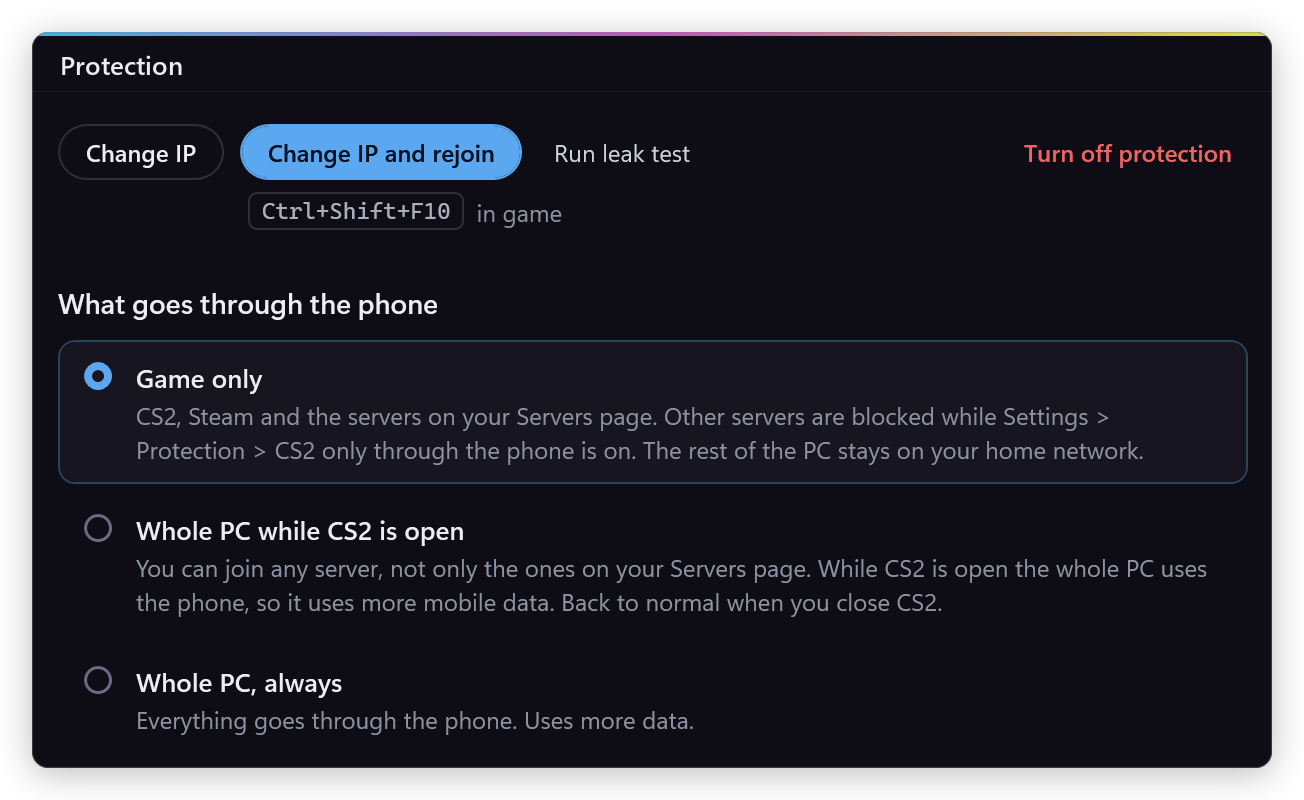 Protection
Change IP
Change IP and rejoin
Run leak test
Turn off protection
Ctrl+Shift+F10 in game
What goes through the phone
Game only
CS2, Steam and the servers on your Servers page. Other servers are blocked while Settings >
Protection > CS2 only through the phone is on. The rest of the PC stays on your home network.
Whole PC while CS2 is open
You can join any server, not only the ones on your Servers page. While CS2 is open the whole PC uses
the phone, so it uses more mobile data. Back to normal when you close CS2.
Whole PC, always
Everything goes through the phone. Uses more data.